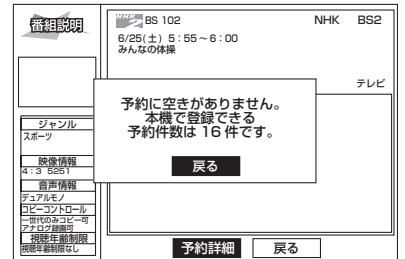 番組説明
NHK BS 102 NHK BS2
6/25(土) 5：55～6：00
みんなの体操
テレビ
予約に空きがありません。
本機で登録できる
予約件数は 16 件です。
戻る
ジャンル
スポーツ
映像情報
4：3 525i
音声情報
デュアルモノ
コピーコントロール
一世代のみコピー可
アナログ録画可
視聴年齢制限
視聴年齢制限なし
予約詳細 戻る